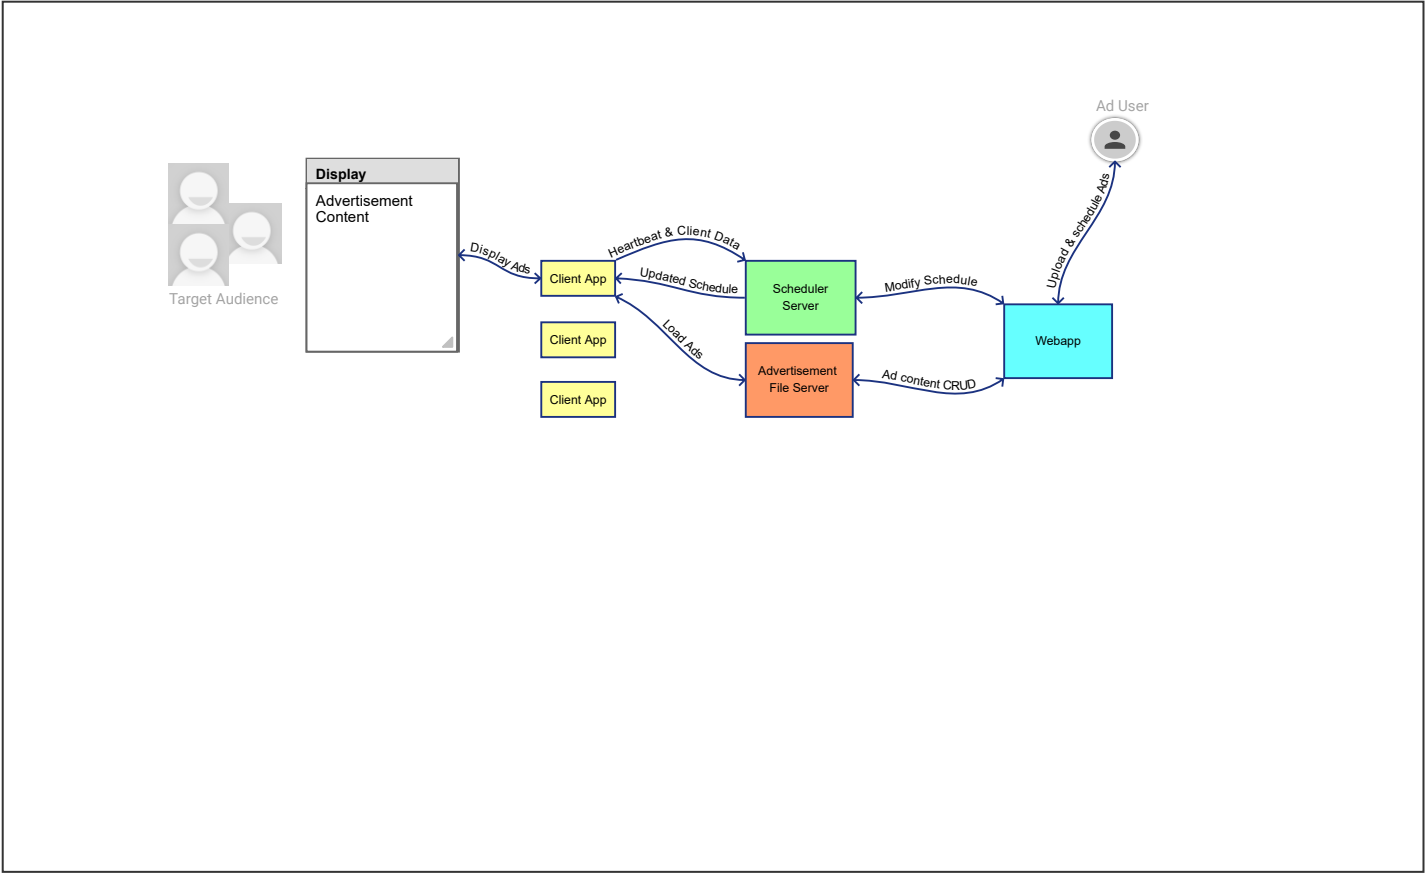 Ad User
Upload & schedule Ads
Display
Advertisement
Content
Target Audience
Display Ads
Heartbeat & Client Data
Updated Schedule
Load Ads
Client App
Client App
Client App
Scheduler
Server
Advertisement
File Server
Modify Schedule
Ad content CRUD
Webapp